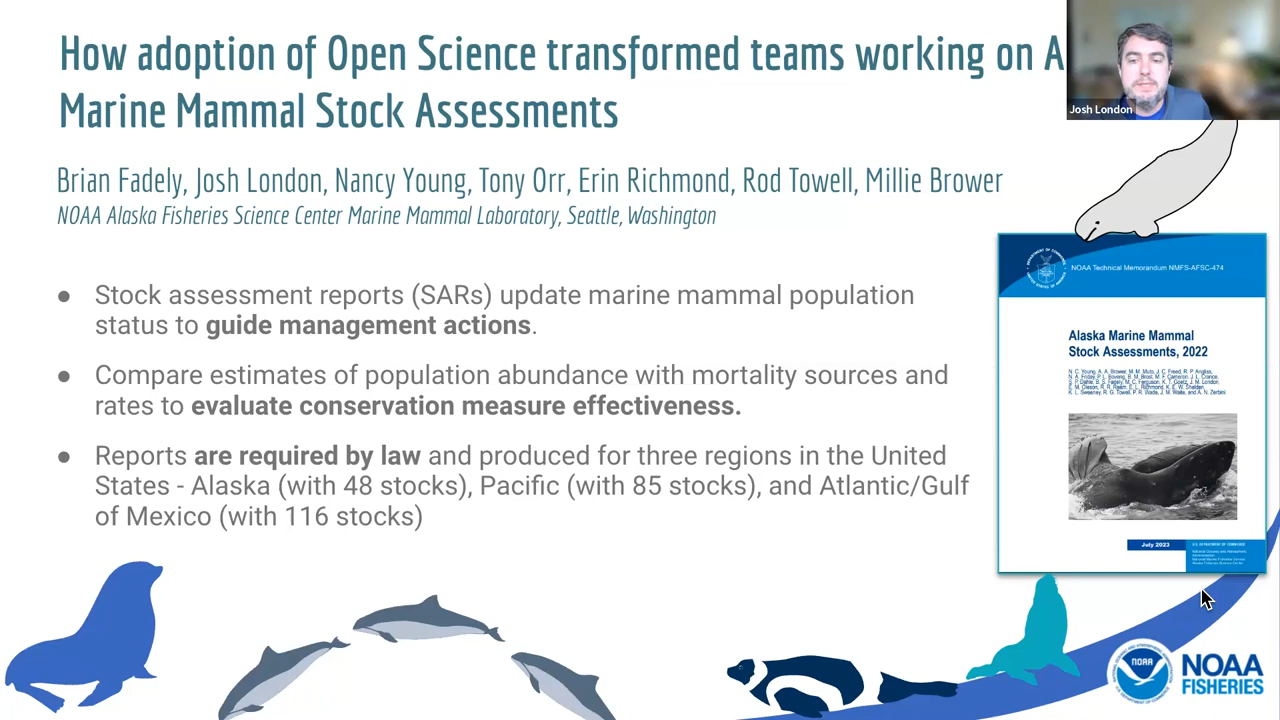 How adoption of Open Science transformed teams working on A
Marine Mammal Stock Assessments
Josh London
Brian Fadely, Josh London, Nancy Young, Tony Orr, Erin Richmond, Rod Towell, Millie Brower
NOAA Alaska Fisheries Science Center Marine Mammal Laboratory, Seattle, Washington
● Stock assessment reports (SARs) update marine mammal population
status to guide management actions.
● Compare estimates of population abundance with mortality sources and
rates to evaluate conservation measure effectiveness.
● Reports are required by law and produced for three regions in the United
States - Alaska (with 48 stocks), Pacific (with 85 stocks), and Atlantic/Gulf
of Mexico (with 116 stocks)
NOAA Technical Memorandum NMFS-AFSC-474
Alaska Marine Mammal
Stock Assessments, 2022
July 2023
U.S. DEPARTMENT OF COMMERCE
NOAA
NOAA
FISHERIES